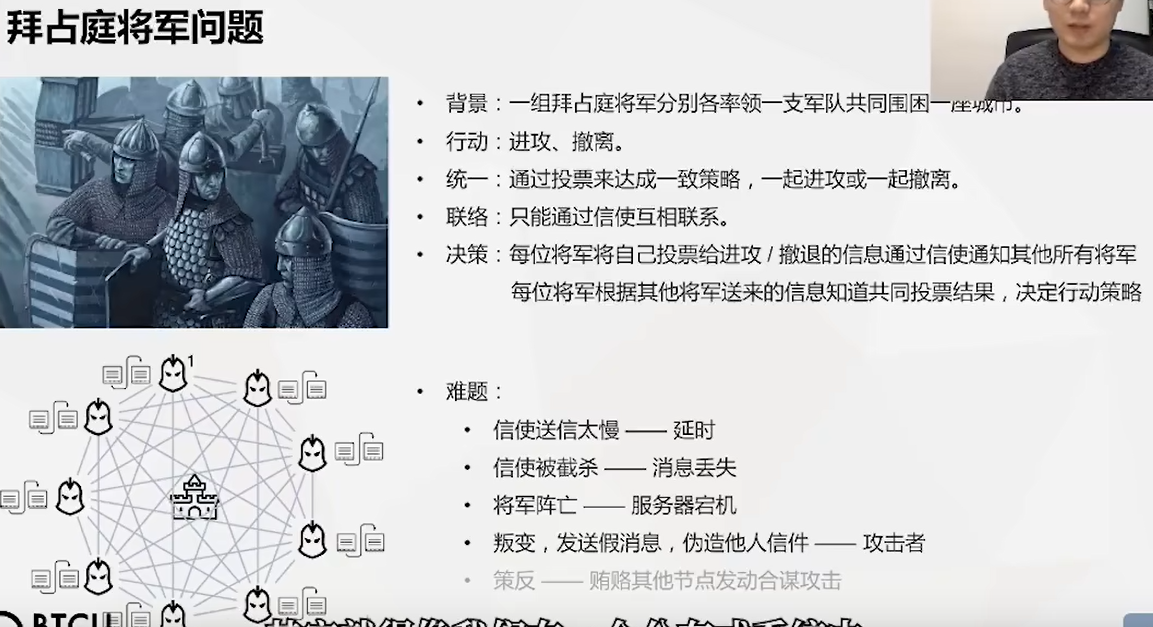 拜占庭将军问题
• 背景：一组拜占庭将军分别各率领一支军队共同围困一座城市。
• 行动：进攻、撤离。
• 统一：通过投票来达成一致策略，一起进攻或一起撤离。
• 联络：只能通过信使互相联系。
• 决策：每位将军将自己投票给进攻 / 撤退的信息通过信使通知其他所有将军
每位将军根据其他将军送来的信息知道共同投票结果，决定行动策略
1
• 难题：
• 信使送信太慢 —— 延时
• 信使被截杀 —— 消息丢失
• 将军阵亡 —— 服务器宕机
• 叛变，发送假消息，伪造他人信件 —— 攻击者
• 策反 —— 贿赂其他节点发动合谋攻击